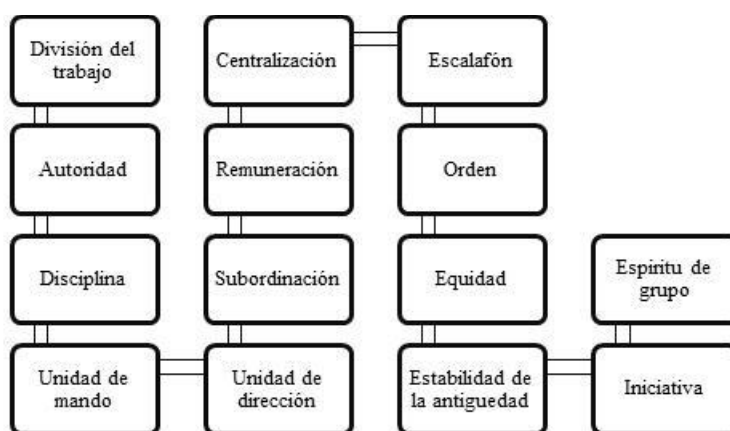 División del
trabajo
Autoridad
Disciplina
Unidad de
mando
Unidad de
dirección
Subordinación
Remuneración
Centralización
Escalafón
Orden
Equidad
Estabilidad de
la antiguedad
Iniciativa
Espiritu de
grupo